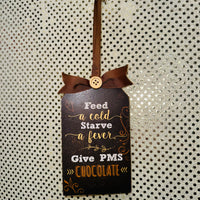 Feed
a cold
Starve
a fever
Give PMS
»CHOCOLATE»